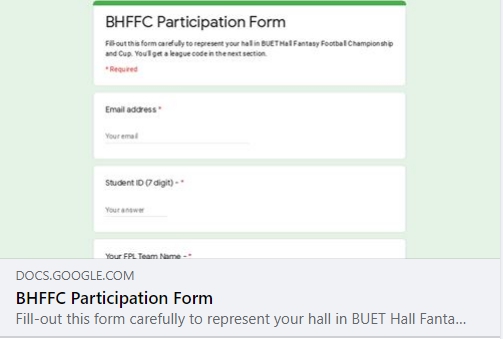 BHFFC Participation Form
Fill-out this form carefully to represent your hall in BUET Hall Fantasy Football Championship
and Cup. You'll get a league code in the next section.
* Required
Email address *
Your email
Student ID (7 digit) - *
Your answer
Your FPL Team Name - *
DOCS.GOOGLE.COM
BHFFC Participation Form
Fill-out this form carefully to represent your hall in BUET Hall Fanta...